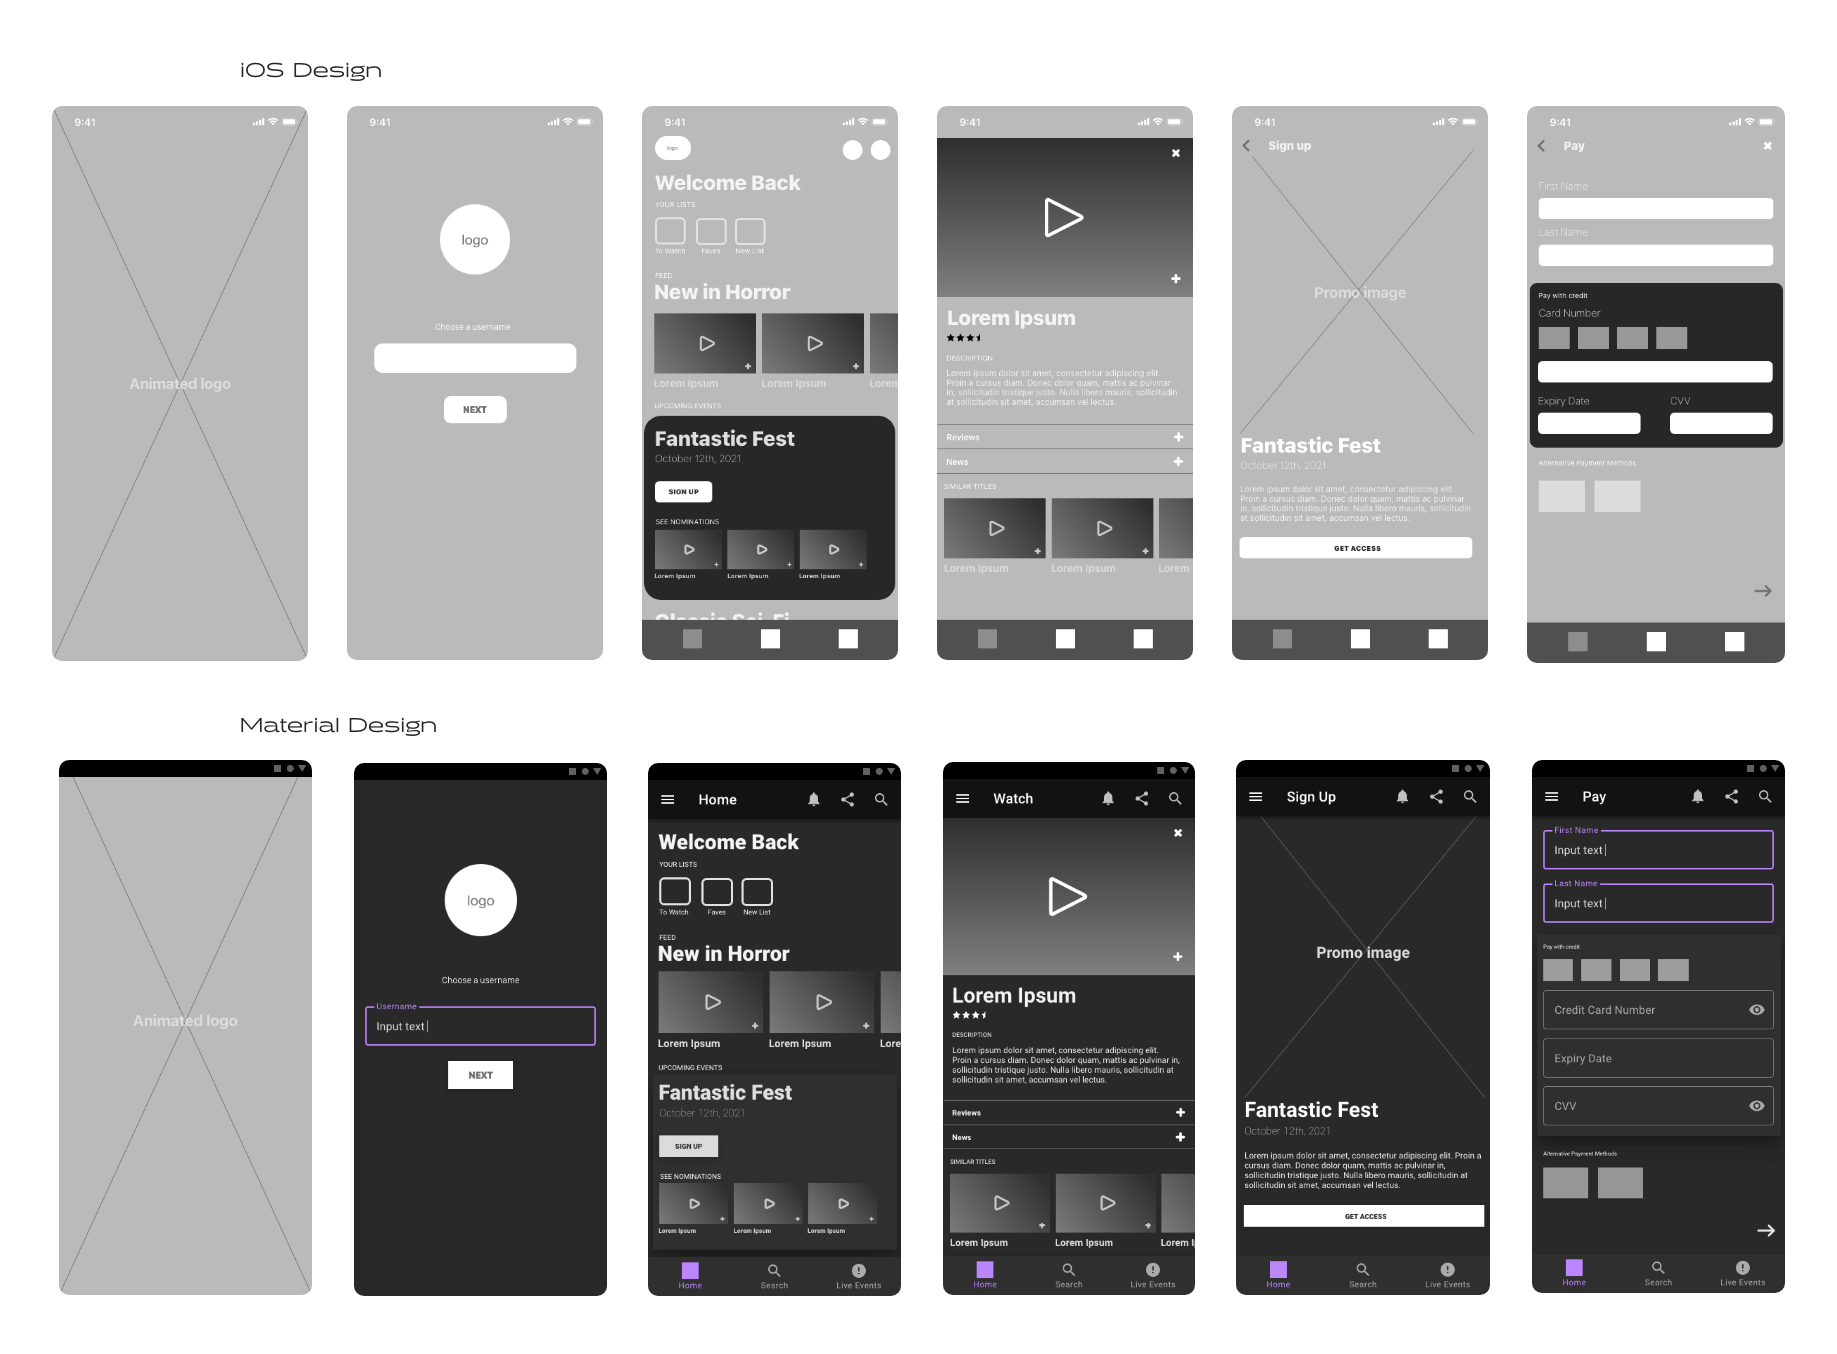 iOS Design
9:41
Animated logo
9:41
logo
Choose a username
NEXT
9:41
logo
Welcome Back
YOUR LISTS
To Watch Faves New List
FEED
New in Horror
Lorem Ipsum Lorem Ipsum Lorem
UPCOMING EVENTS
Fantastic Fest
October 12th, 2021
SIGN UP
SEE NOMINATIONS
Lorem Ipsum Lorem Ipsum Lorem Ipsum
Classic Sci-Fi
9:41
Lorem Ipsum
DESCRIPTION
Lorem ipsum dolor sit amet, consectetur adipiscing elit.
Proin a cursus diam. Donec dolor quam, mattis ac pulvinar
in, sollicitudin tristique justo. Nulla libero mauris, sollicitudin
at sollicitudin sit amet, accumsan vel lectus.
Reviews
News
SIMILAR TITLES
Lorem Ipsum Lorem Ipsum Lorem
9:41
Sign up
Promo image
Fantastic Fest
October 12th, 2021
Lorem ipsum dolor sit amet, consectetur adipiscing elit.
Proin a cursus diam. Donec dolor quam, mattis ac pulvinar
in, sollicitudin tristique justo. Nulla libero mauris, sollicitudin
at sollicitudin sit amet, accumsan vel lectus.
GET ACCESS
9:41
Pay
First Name
Last Name
Pay with credit
Card Number
Expiry Date CVV
Alternative Payment Methods
Material Design
Animated logo
logo
Choose a username
Username
Input text
NEXT
Home
Welcome Back
YOUR LISTS
To Watch Faves New List
FEED
New in Horror
Lorem Ipsum Lorem Ipsum Lore
UPCOMING EVENTS
Fantastic Fest
October 12th, 2021
SIGN UP
SEE NOMINATIONS
Lorem Ipsum Lorem Ipsum Lorem Ipsum
Home Search Live Events
Watch
Lorem Ipsum
DESCRIPTION
Lorem ipsum dolor sit amet, consectetur adipiscing elit.
Proin a cursus diam. Donec dolor quam, mattis ac pulvinar in,
sollicitudin tristique justo. Nulla libero mauris, sollicitudin at
sollicitudin sit amet, accumsan vel lectus.
Reviews
News
SIMILAR TITLES
Lorem Ipsum Lorem Ipsum Lorem I
Home Search Live Events
Sign Up
Promo image
Fantastic Fest
October 12th, 2021
Lorem ipsum dolor sit amet, consectetur adipiscing elit. Proin a
cursus diam. Donec dolor quam, mattis ac pulvinar in,
sollicitudin tristique justo. Nulla libero mauris, sollicitudin at
sollicitudin sit amet, accumsan vel lectus.
GET ACCESS
Home Search Live Events
Pay
First Name
Input text
Last Name
Input text
Pay with credit
Credit Card Number
Expiry Date
CVV
Alternative Payment Methods
Home Search Live Events